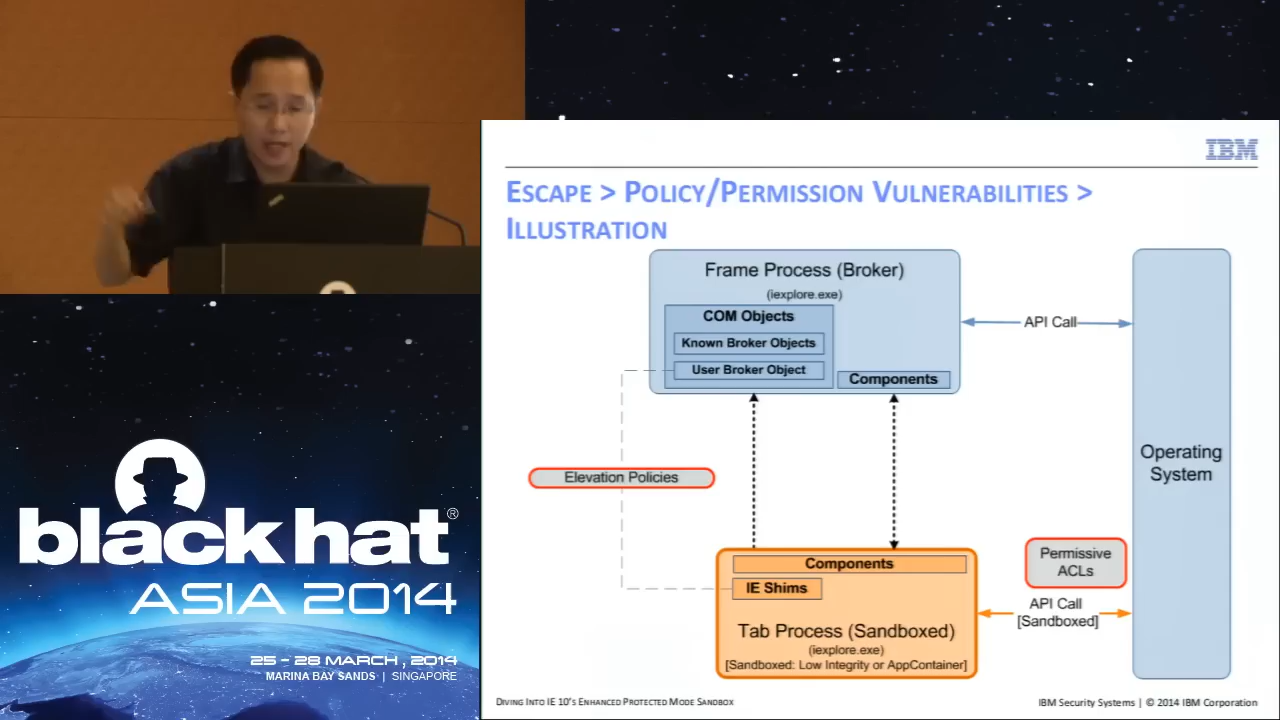 IBM
ESCAPE > POLICY/PERMISSION VULNERABILITIES >
ILLUSTRATION
Frame Process (Broker)
(iexplore.exe)
COM Objects
Known Broker Objects
User Broker Object
Components
API Call
Operating
System
Elevation Policies
Permissive
ACLs
API Call
[Sandboxed]
Components
IE Shims
Tab Process (Sandboxed)
(iexplore.exe)
[Sandboxed: Low Integrity or AppContainer]
DIVING INTO IE 10'S ENHANCED PROTECTED MODE SANDBOX
IBM Security Systems | © 2014 IBM Corporation
black hat®
ASIA 2014
25 - 28 MARCH, 2014
MARINA BAY SANDS | SINGAPORE